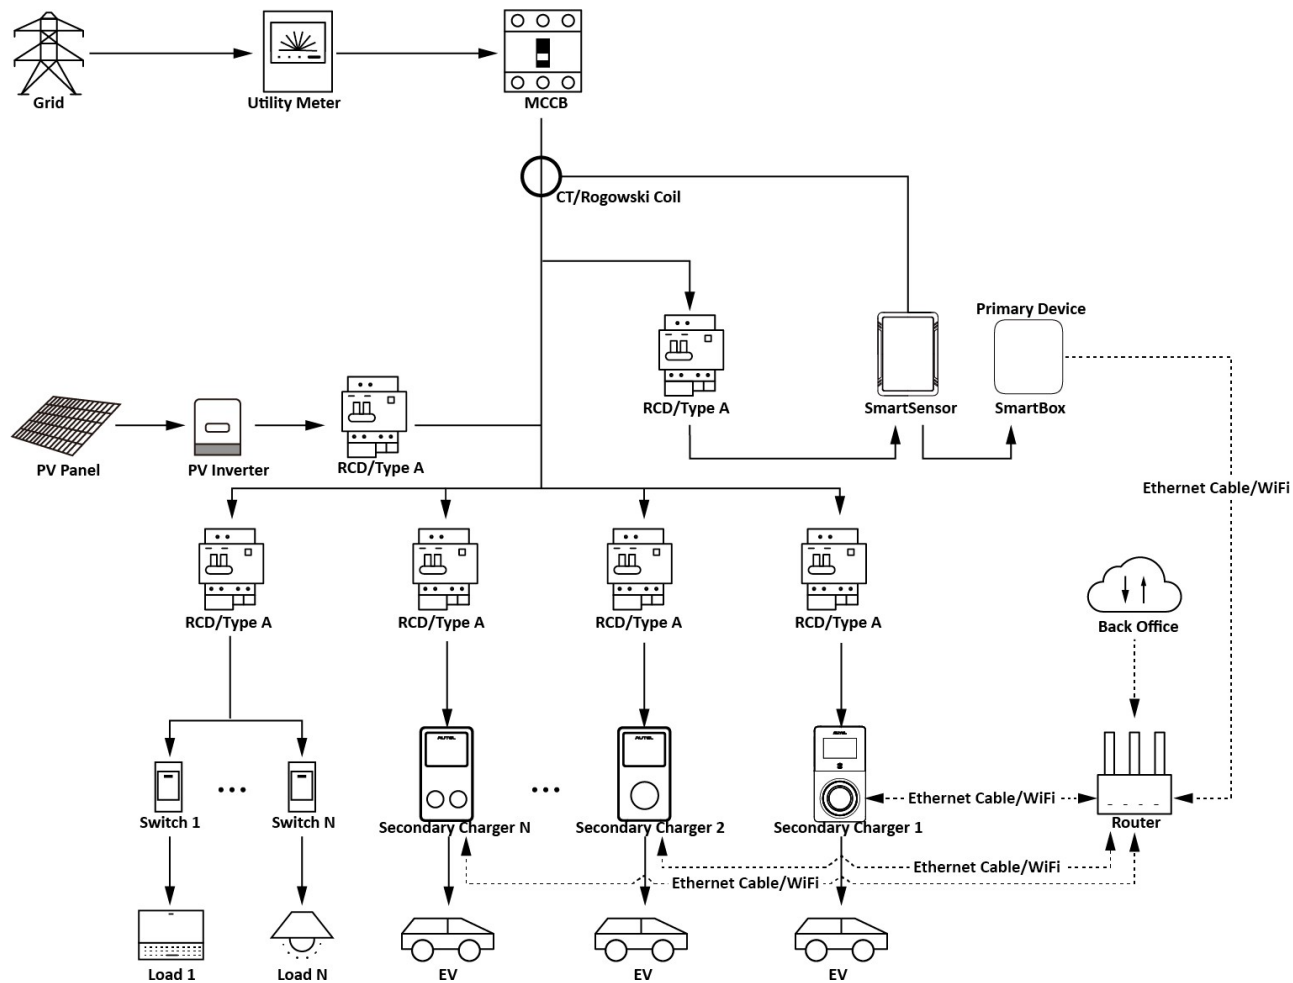 Grid
Utility Meter
MCCB
CT/Rogowski Coil
Primary Device
RCD/Type A
SmartSensor
SmartBox
PV Panel
PV Inverter
RCD/Type A
Ethernet Cable/WiFi
RCD/Type A
RCD/Type A
RCD/Type A
RCD/Type A
Back Office
AUTEL
AUTEL
AUTEL
Ethernet Cable/WiFi
Switch 1
Switch N
Secondary Charger N
Secondary Charger 2
Secondary Charger 1
Router
Ethernet Cable/WiFi
Ethernet Cable/WiFi
Load 1
Load N
EV
EV
EV